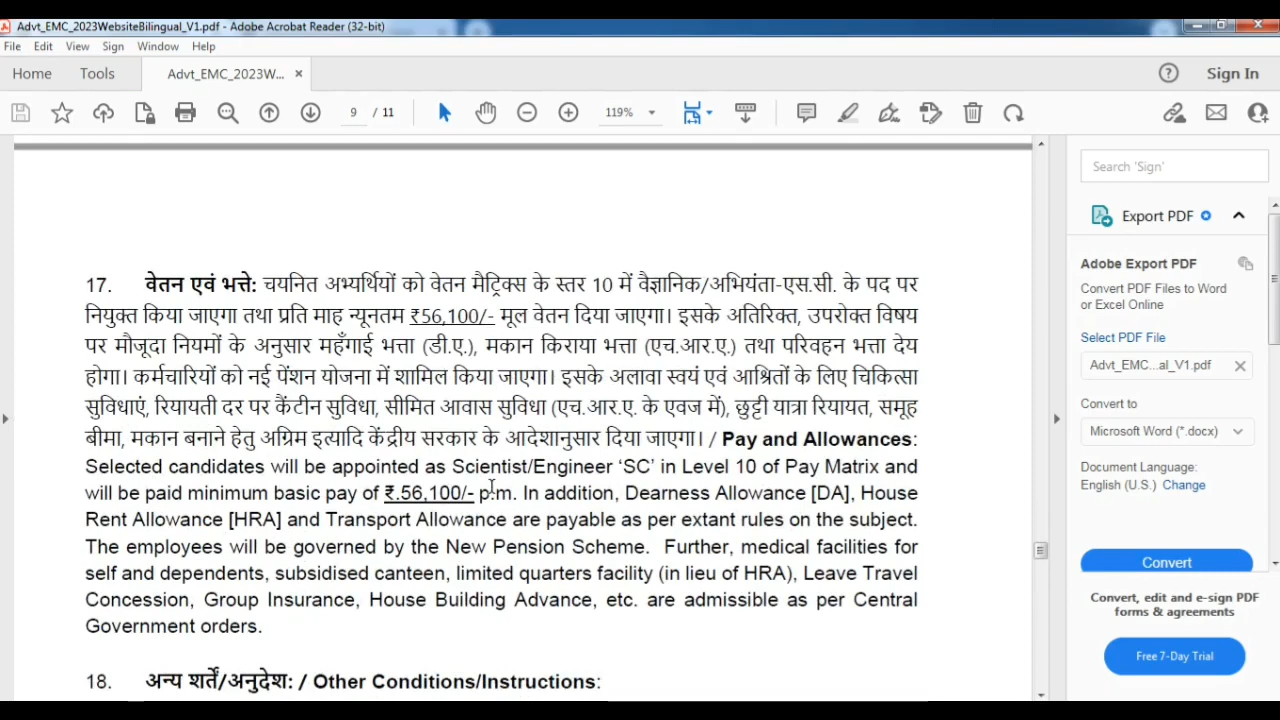 Advt_EMC_2023WebsiteBilingual_V1.pdf - Adobe Acrobat Reader (32-bit)
File Edit View Sign Window Help
Home Tools Advt_EMC_2023W... × Sign In
9 / 11 119%
Search 'Sign'
Export PDF
Adobe Export PDF
Convert PDF Files to Word
or Excel Online
Select PDF File
Advt_EMC...al_V1.pdf
Convert to
Microsoft Word (*.docx)
Document Language:
English (U.S.) Change
Convert
Convert, edit and e-sign PDF
forms & agreements
Free 7-Day Trial
17. वेतन एवं भत्ते: चयनित अभ्यर्थियों को वेतन मैट्रिक्स के स्तर 10 में वैज्ञानिक/अभियंता-एस.सी. के पद पर
नियुक्त किया जाएगा तथा प्रति माह न्यूनतम ₹56,100/- मूल वेतन दिया जाएगा। इसके अतिरिक्त, उपरोक्त विषय
पर मौजूदा नियमों के अनुसार महँगाई भत्ता (डी.ए.), मकान किराया भत्ता (एच.आर.ए.) तथा परिवहन भत्ता देय
होगा। कर्मचारियों को नई पेंशन योजना में शामिल किया जाएगा। इसके अलावा स्वयं एवं आश्रितों के लिए चिकित्सा
सुविधाएं, रियायती दर पर कैंटीन सुविधा, सीमित आवास सुविधा (एच.आर.ए. के एवज में), छुट्टी यात्रा रियायत, समूह
बीमा, मकान बनाने हेतु अग्रिम इत्यादि केंद्रीय सरकार के आदेशानुसार दिया जाएगा। / Pay and Allowances:
Selected candidates will be appointed as Scientist/Engineer ‘SC’ in Level 10 of Pay Matrix and
will be paid minimum basic pay of ₹.56,100/- p.m. In addition, Dearness Allowance [DA], House
Rent Allowance [HRA] and Transport Allowance are payable as per extant rules on the subject.
The employees will be governed by the New Pension Scheme. Further, medical facilities for
self and dependents, subsidised canteen, limited quarters facility (in lieu of HRA), Leave Travel
Concession, Group Insurance, House Building Advance, etc. are admissible as per Central
Government orders.
18. अन्य शर्तें/अनुदेश: / Other Conditions/Instructions: